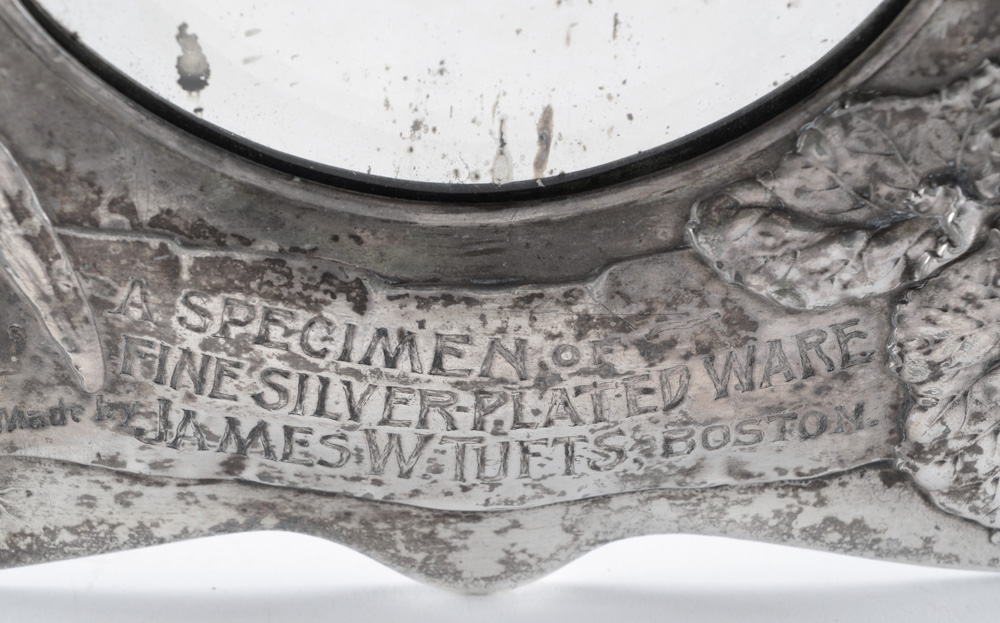 A SPECIMEN OF
FINE SILVER-PLATED WARE
Made by JAMES W. TUFTS, BOSTON.